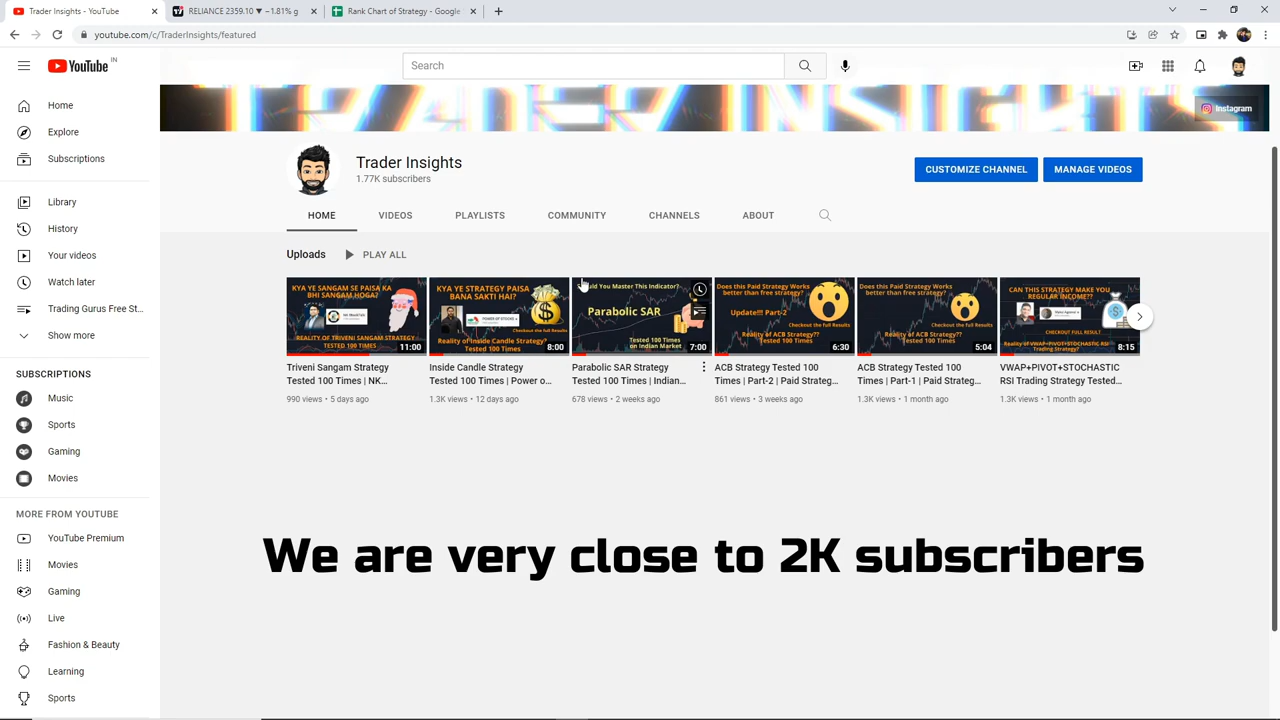 Trader Insights - YouTube
RELIANCE 2359.10 ▼ −1.81% g
Rank Chart of Strategy - Google
youtube.com/c/TraderInsights/featured
YouTube IN
Search
TRADER INSIGHTS
Instagram
Home
Explore
Subscriptions
Library
History
Your videos
Watch later
Trading Gurus Free St...
Show more
SUBSCRIPTIONS
Music
Sports
Gaming
Movies
MORE FROM YOUTUBE
YouTube Premium
Movies
Gaming
Live
Fashion & Beauty
Learning
Sports
Trader Insights
1.77K subscribers
CUSTOMIZE CHANNEL
MANAGE VIDEOS
HOME
VIDEOS
PLAYLISTS
COMMUNITY
CHANNELS
ABOUT
Uploads
PLAY ALL
KYA YE SANGAM SE PAISA KA
BHI SANGAM HOGA?
REALITY OF TRIVENI SANGAM STRATEGY
TESTED 100 TIMES
11:00
Triveni Sangam Strategy
Tested 100 Times | NK...
990 views • 5 days ago
KYA YE STRATEGY PAISA
BANA SAKTI HAI?
POWER OF STOCKS
Checkout the full Results
Reality of Inside Candle Strategy?
Tested 100 Times
8:00
Inside Candle Strategy
Tested 100 Times | Power o...
1.3K views • 12 days ago
You Master This Indicator?
Parabolic SAR
Tested 100 Times
on Indian Market
7:00
Parabolic SAR Strategy
Tested 100 Times | Indian...
678 views • 2 weeks ago
Does this Paid Strategy Works
better than free strategy?
Update!!! Part-2
Checkout the full Results
Reality of ACB Strategy??
Tested 100 Times
6:30
ACB Strategy Tested 100
Times | Part-2 | Paid Strateg...
861 views • 3 weeks ago
Does this Paid Strategy Works
better than free strategy?
Checkout the full Results
Reality of ACB Strategy??
Tested 100 Times
5:04
ACB Strategy Tested 100
Times | Part-1 | Paid Strateg...
1.3K views • 1 month ago
CAN THIS STRATEGY MAKE YOU
REGULAR INCOME??
CHECKOUT FULL RESULT
Reality of VWAP+PIVOT+STOCHASTIC RSI
Trading Strategy?
8:15
VWAP+PIVOT+STOCHASTIC
RSI Trading Strategy Tested...
1.3K views • 1 month ago
We are very close to 2K subscribers